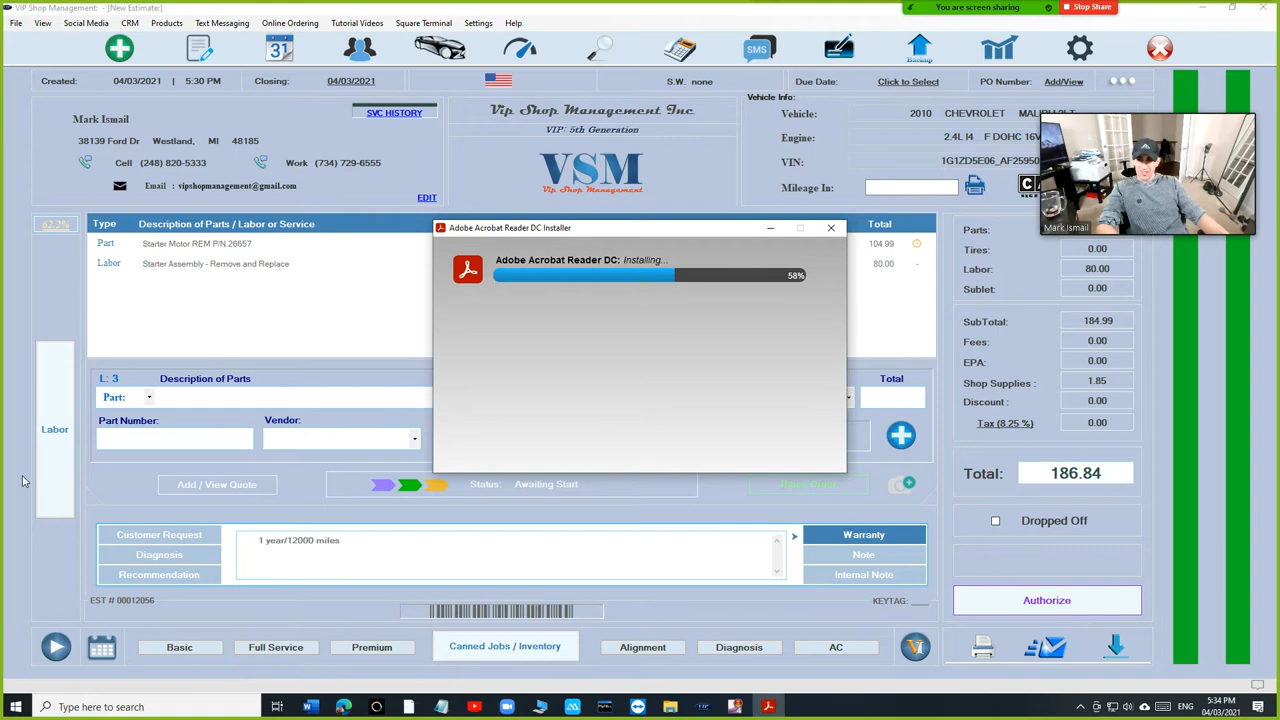 VIP Shop Management: - [New Estimate:]
You are screen sharing
Stop Share
File View Social Media CRM Products Text Messaging Online Ordering Tutorial Videos Square Terminal Settings Help
31
SMS
Backup
Created: 04/03/2021 | 5:30 PM Closing: 04/03/2021
S.W. none
Due Date: Click to Select PO Number: Add/View
Mark Ismail
SVC HISTORY
38139 Ford Dr Westland, MI 48185
Cell (248) 820-5333 Work (734) 729-6555
Email : vipshopmanagement@gmail.com
EDIT
Vip Shop Management Inc
VIP: 5th Generation
VSM
Vip Shop Management
Vehicle Info:
Vehicle: 2010 CHEVROLET
Engine: 2.4L I4 F DOHC 16V
VIN: 1G1ZD5E06_AF25950
Mileage In:
Mark Ismail
62.2%
Type Description of Parts / Labor or Service Total
Part Starter Motor REM P/N 26657 104.99
Labor Starter Assembly - Remove and Replace 80.00 -
Adobe Acrobat Reader DC Installer
Adobe Acrobat Reader DC: Installing...
58%
Labor
L: 3 Description of Parts Total
Part:
Part Number: Vendor:
Add / View Quote
Status: Awaiting Start
Customer Request
Diagnosis
Recommendation
1 year/12000 miles
Warranty
Note
Internal Note
EST # 00012056
KEYTAG: ___
Parts:
Tires: 0.00
Labor: 80.00
Sublet: 0.00
SubTotal: 184.99
Fees: 0.00
EPA: 0.00
Shop Supplies : 1.85
Discount : 0.00
Tax (8.25 %) 0.00
Total: 186.84
Dropped Off
Authorize
Basic Full Service Premium Canned Jobs / Inventory Alignment Diagnosis AC
Type here to search
ENG
5:34 PM
04/03/2021